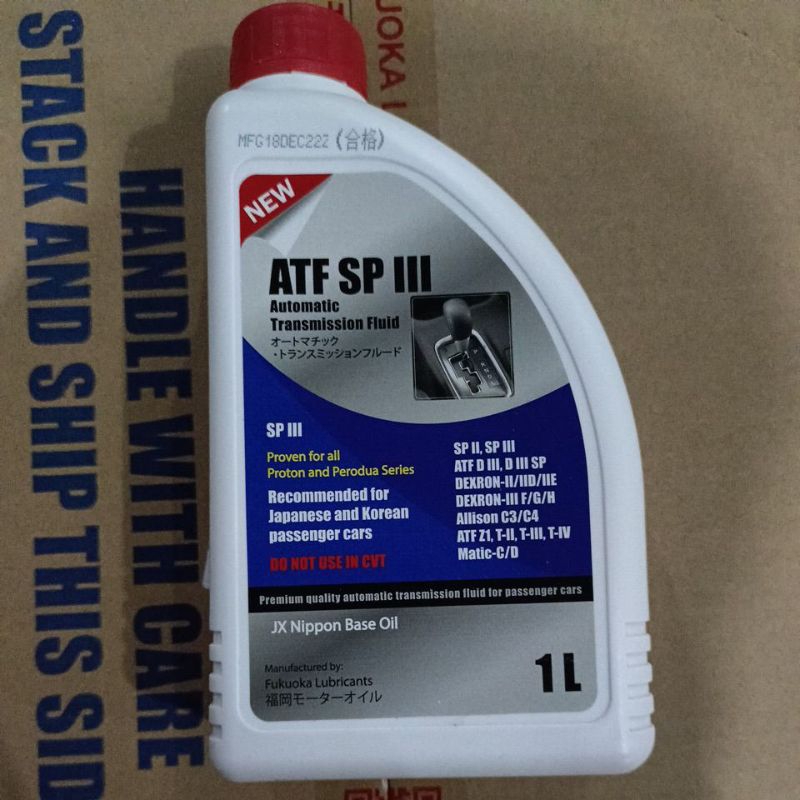 STACK AND SHIP THIS SID
HANDLE WITH CARE
UOKA
MFG18DEC22Z (合格)
NEW
ATF SP III
Automatic
Transmission Fluid
オートマチック
・トランスミッションフルード
SP III
Proven for all
Proton and Perodua Series
Recommended for
Japanese and Korean
passenger cars
DO NOT USE IN CVT
SP II, SP III
ATF D III, D III SP
DEXRON-II/IID/IIE
DEXRON-III F/G/H
Allison C3/C4
ATF Z1, T-II, T-III, T-IV
Matic-C/D
Premium quality automatic transmission fluid for passenger cars
JX Nippon Base Oil
Manufactured by:
Fukuoka Lubricants
福岡モーターオイル
1 L